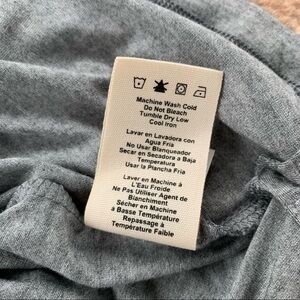 Machine Wash Cold
Do Not Bleach
Tumble Dry Low
Cool Iron
Lavar en Lavadora con
Agua Fria
No Usar Blanqueador
Secar en Secadora a Baja
Temperatura
Usar la Plancha Fria
Laver en Machine à
L'Eau Froide
Ne Pas Utiliser Agent de
Blanchiment
Sécher en Machine
à Basse Température
Repassage à
Température Faible